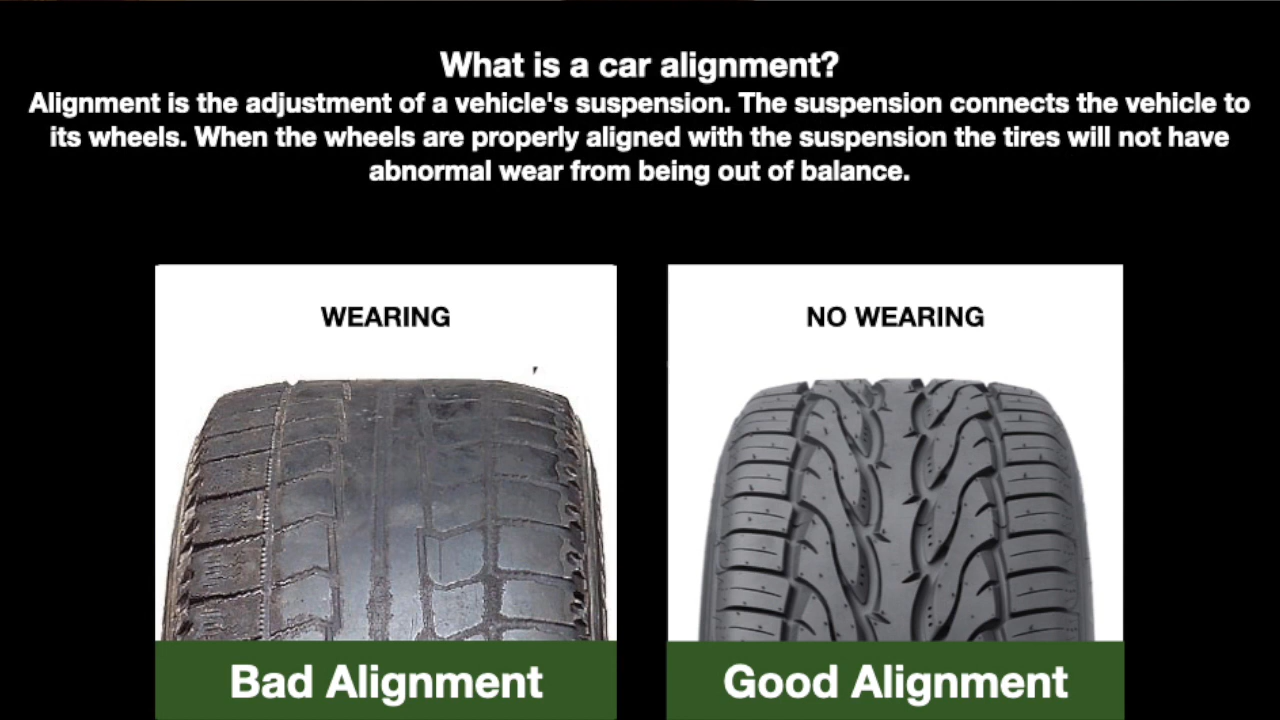 What is a car alignment?
Alignment is the adjustment of a vehicle's suspension. The suspension connects the vehicle to
its wheels. When the wheels are properly aligned with the suspension the tires will not have
abnormal wear from being out of balance.
WEARING
NO WEARING
Bad Alignment
Good Alignment